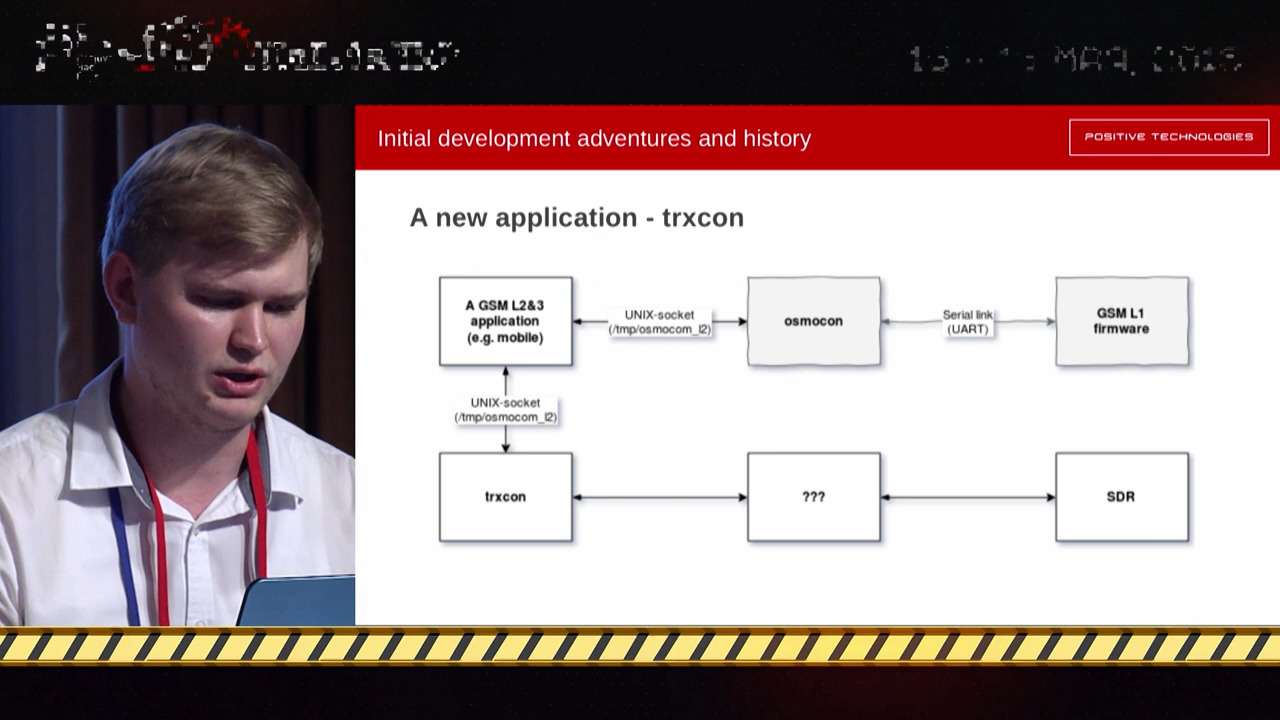 Initial development adventures and history
POSITIVE TECHNOLOGIES
A new application - trxcon
A GSM L2&3
application
(e.g. mobile)
UNIX-socket
(/tmp/osmocom_l2)
osmocon
Serial link
(UART)
GSM L1
firmware
UNIX-socket
(/tmp/osmocom_l2)
trxcon
???
SDR